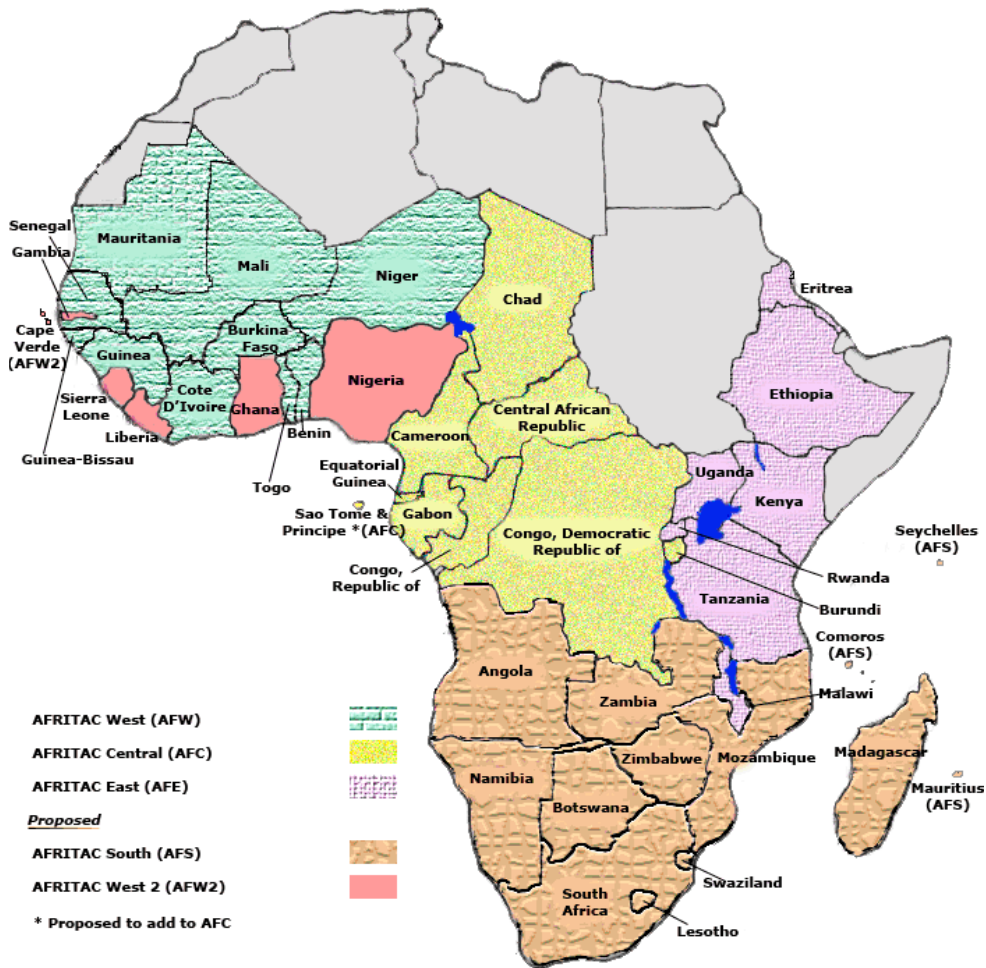 Senegal
Mauritania
Gambia
Mali
Niger
Chad
Eritrea
Cape
Verde
(AFW2)
Guinea
Burkina
Faso
Nigeria
Ethiopia
Sierra
Leone
Cote
D'Ivoire
Ghana
Central African
Republic
Liberia
Benin
Cameroon
Guinea-Bissau
Togo
Equatorial
Guinea
Uganda
Kenya
Sao Tome &
Principe *(AFC)
Gabon
Congo, Democratic
Republic of
Seychelles
(AFS)
Congo,
Republic of
Rwanda
Tanzania
Burundi
Comoros
(AFS)
Angola
Zambia
Malawi
AFRITAC West (AFW)
AFRITAC Central (AFC)
Zimbabwe
Mozambique
Madagascar
AFRITAC East (AFE)
Namibia
Mauritius
(AFS)
Botswana
Proposed
AFRITAC South (AFS)
AFRITAC West 2 (AFW2)
Swaziland
South
Africa
* Proposed to add to AFC
Lesotho